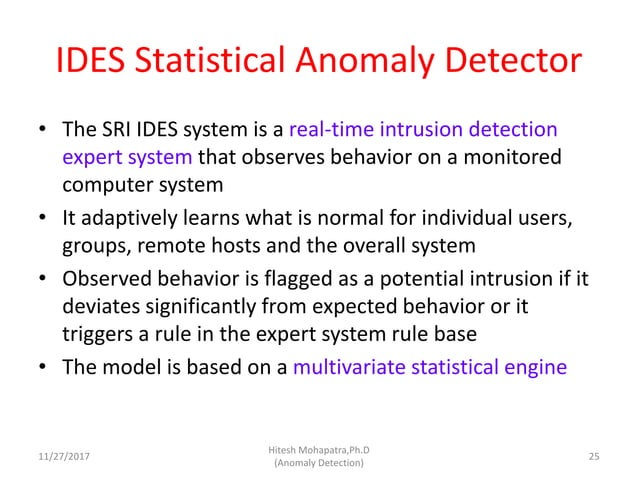 IDES Statistical Anomaly Detector
• The SRI IDES system is a real-time intrusion detection
expert system that observes behavior on a monitored
computer system
• It adaptively learns what is normal for individual users,
groups, remote hosts and the overall system
• Observed behavior is flagged as a potential intrusion if it
deviates significantly from expected behavior or it
triggers a rule in the expert system rule base
• The model is based on a multivariate statistical engine
11/27/2017
Hitesh Mohapatra,Ph.D
(Anomaly Detection)
25